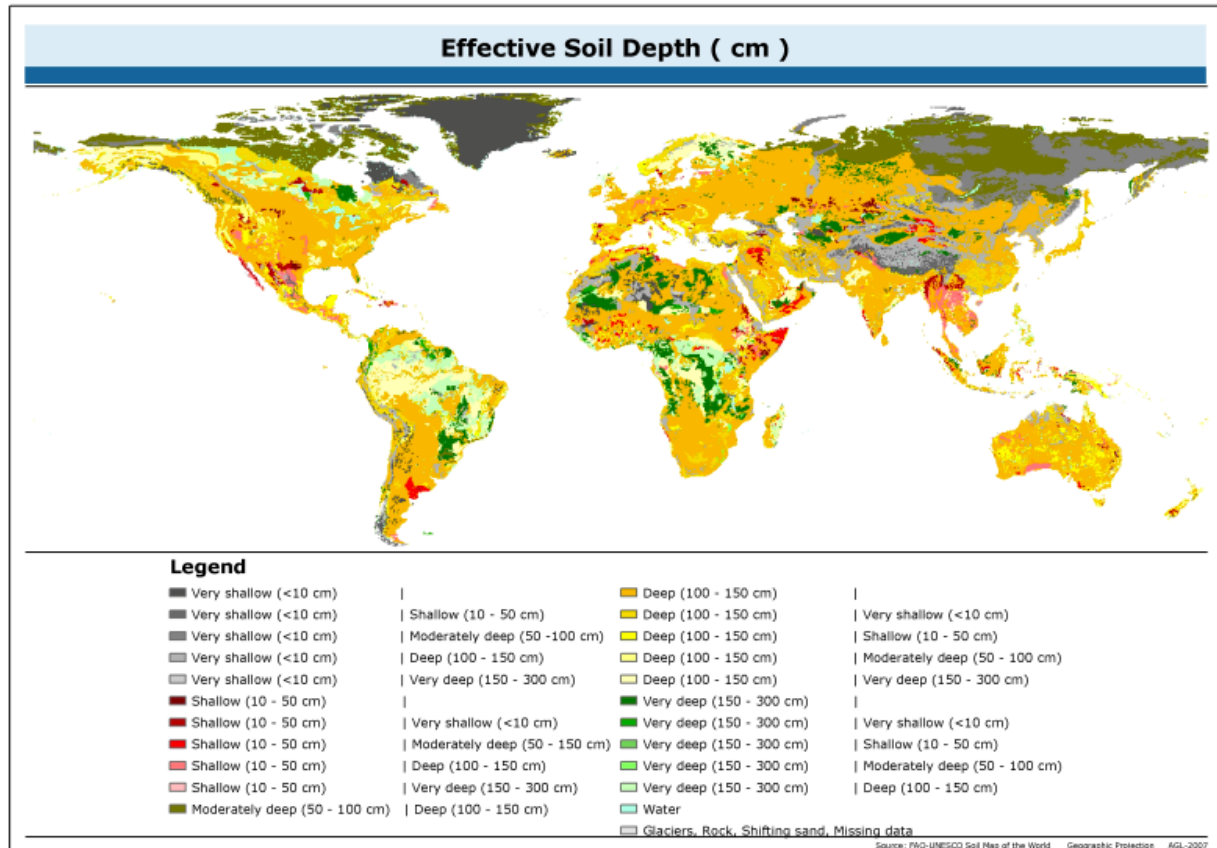 Effective Soil Depth ( cm )
Legend
Very shallow (<10 cm) |
Very shallow (<10 cm) | Shallow (10 - 50 cm)
Very shallow (<10 cm) | Moderately deep (50 -100 cm)
Very shallow (<10 cm) | Deep (100 - 150 cm)
Very shallow (<10 cm) | Very deep (150 - 300 cm)
Shallow (10 - 50 cm) |
Shallow (10 - 50 cm) | Very shallow (<10 cm)
Shallow (10 - 50 cm) | Moderately deep (50 - 150 cm)
Shallow (10 - 50 cm) | Deep (100 - 150 cm)
Shallow (10 - 50 cm) | Very deep (150 - 300 cm)
Moderately deep (50 - 100 cm) | Deep (100 - 150 cm)
Deep (100 - 150 cm) |
Deep (100 - 150 cm) | Very shallow (<10 cm)
Deep (100 - 150 cm) | Shallow (10 - 50 cm)
Deep (100 - 150 cm) | Moderately deep (50 - 100 cm)
Deep (100 - 150 cm) | Very deep (150 - 300 cm)
Very deep (150 - 300 cm) |
Very deep (150 - 300 cm) | Very shallow (<10 cm)
Very deep (150 - 300 cm) | Shallow (10 - 50 cm)
Very deep (150 - 300 cm) | Moderately deep (50 - 100 cm)
Very deep (150 - 300 cm) | Deep (100 - 150 cm)
Water
Glaciers, Rock, Shifting sand, Missing data
Source: FAO-UNESCO Soil Map of the World Geographic Projection AGL-2007